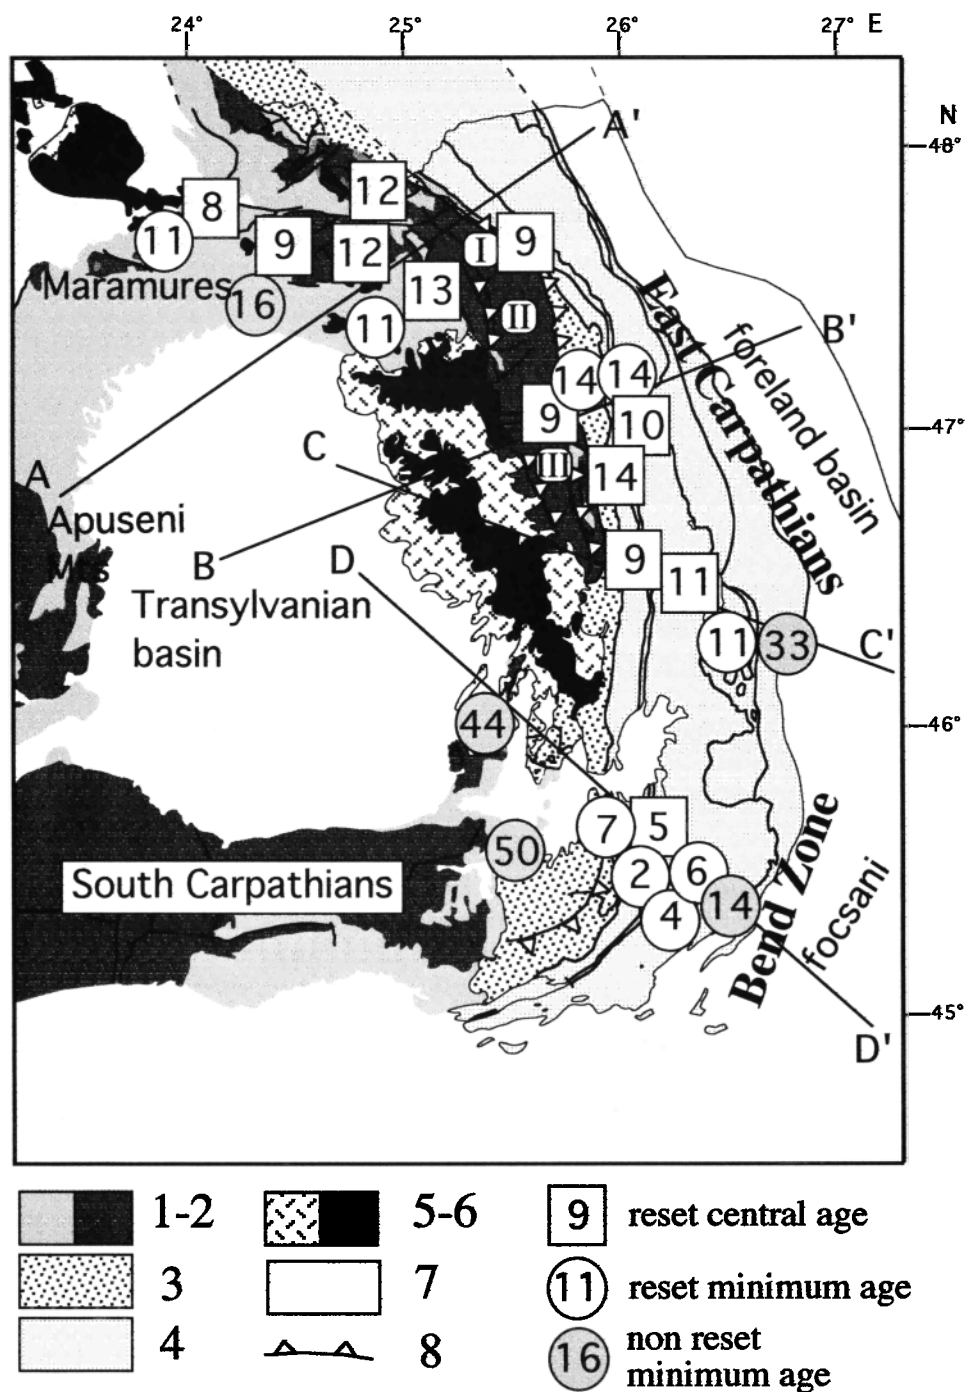 24° 25° 26° 27° E
N
48°
A'
12
8
11
9
12
I
9
Maramures
16
13
11
II
East Carpathians
foreland basin
B'
14
14
9
10
47°
C
III
14
A
Apuseni
Mts
B
D
9
11
Transylvanian
basin
11
33
C'
44
46°
7
5
50
2
6
South Carpathians
4
14
Bend Zone
focsani
45°
D'
1-2
5-6
9 reset central age
3
7
11 reset minimum age
4
8
16 non reset
minimum age